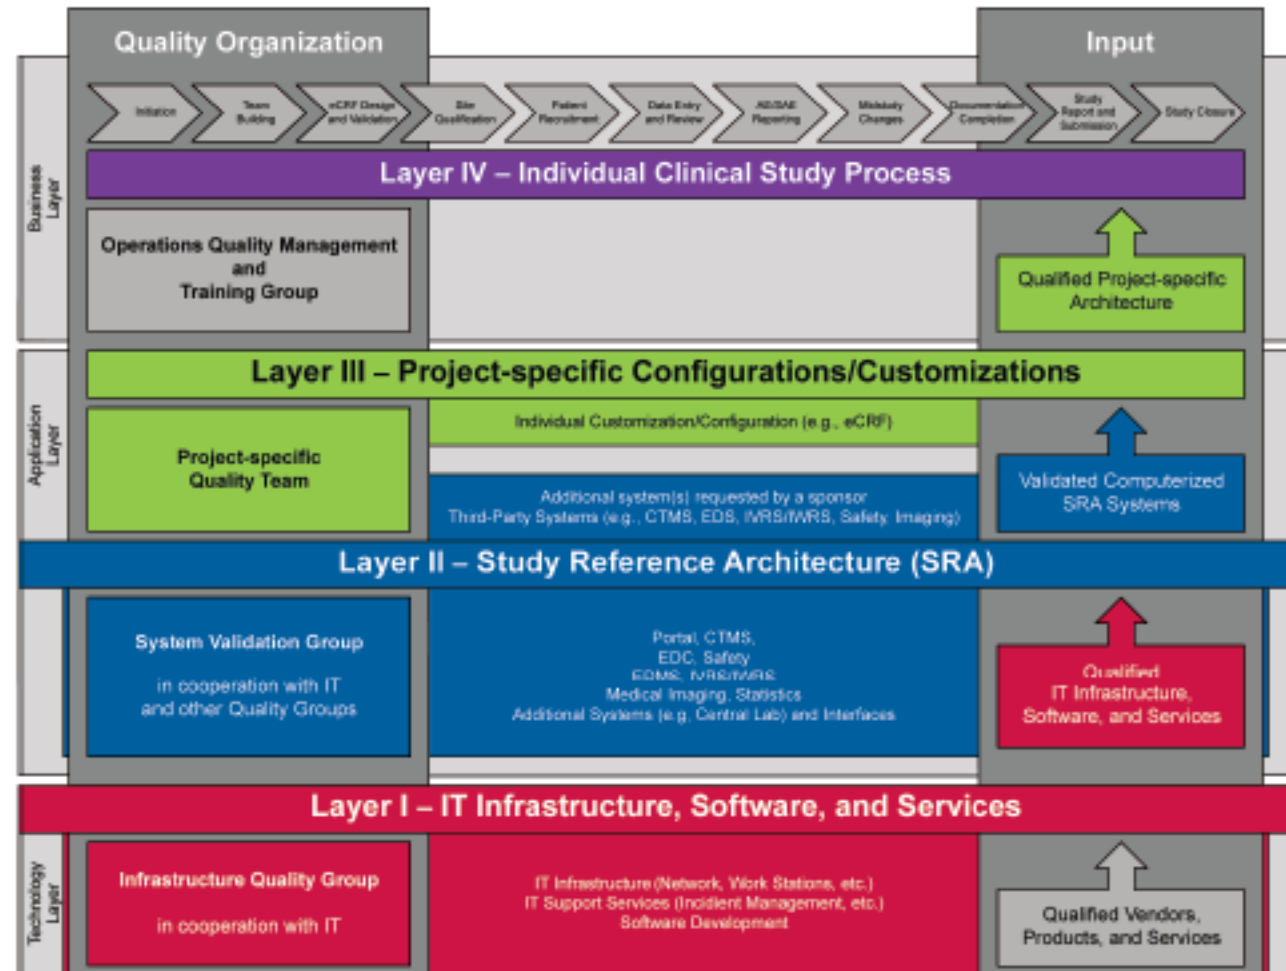 Quality Organization
Input
Initiation
Team
Building
eCRF Design
and Validation
Site
Qualification
Patient
Recruitment
Data Entry
and Review
AE/SAE
Reporting
Midstudy
Changes
Documentation
Completion
Study
Report and
Submission
Study Closure
Business
Layer
Layer IV – Individual Clinical Study Process
Operations Quality Management
and
Training Group
Qualified Project-specific
Architecture
Application
Layer
Layer III – Project-specific Configurations/Customizations
Individual Customization/Configuration (e.g., eCRF)
Project-specific
Quality Team
Additional system(s) requested by a sponsor
Third-Party Systems (e.g., CTMS, EDS, IVRS/IWRS, Safety, Imaging)
Validated Computerized
SRA Systems
Layer II – Study Reference Architecture (SRA)
System Validation Group
in cooperation with IT
and other Quality Groups
Portal, CTMS,
EDC, Safety
EDMS, IVRS/IWRS
Medical Imaging, Statistics
Additional Systems (e.g, Central Lab) and Interfaces
Qualified
IT Infrastructure,
Software, and Services
Layer I – IT Infrastructure, Software, and Services
Technology
Layer
Infrastructure Quality Group
in cooperation with IT
IT Infrastructure (Network, Work Stations, etc.)
IT Support Services (Incidient Management, etc.)
Software Development
Qualified Vendors,
Products, and Services